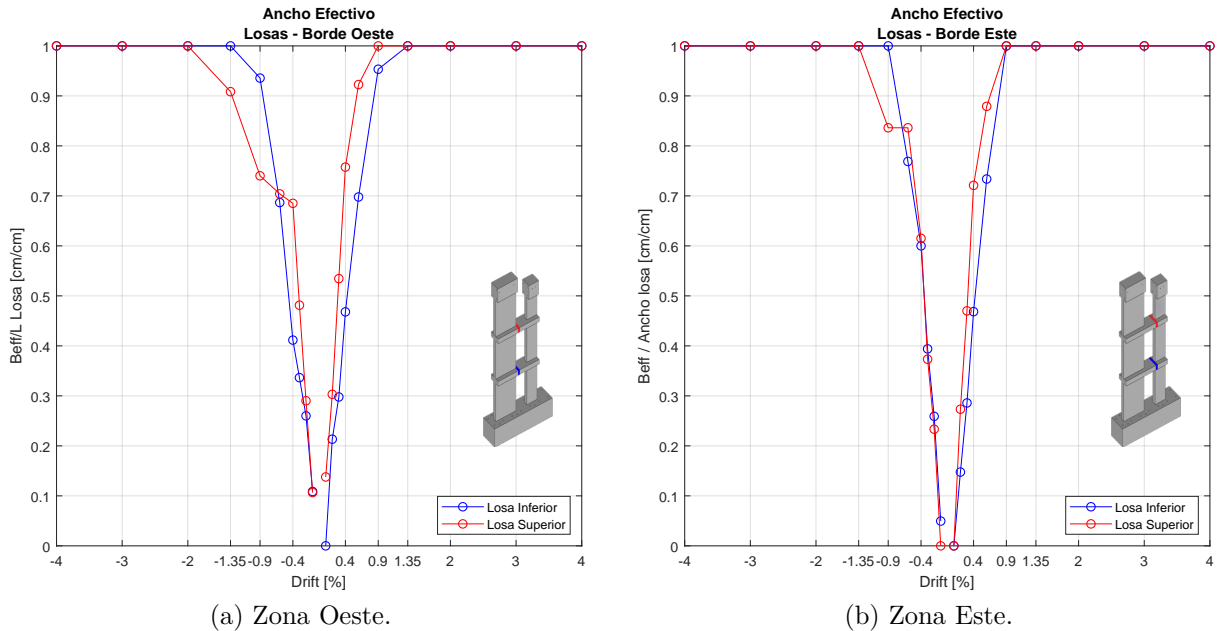 Ancho Efectivo
Losas - Borde Oeste
1
0.9
0.8
0.7
0.6
0.5
0.4
0.3
0.2
0.1
0
Beff/L Losa [cm/cm]
-4 -3 -2 -1.35 -0.9 -0.4 0.4 0.9 1.35 2 3 4
Drift [%]
Losa Inferior
Losa Superior
(a) Zona Oeste.
Ancho Efectivo
Losas - Borde Este
1
0.9
0.8
0.7
0.6
0.5
0.4
0.3
0.2
0.1
0
Beff / Ancho losa [cm/cm]
-4 -3 -2 -1.35 -0.9 -0.4 0.4 0.9 1.35 2 3 4
Drift [%]
Losa Inferior
Losa Superior
(b) Zona Este.